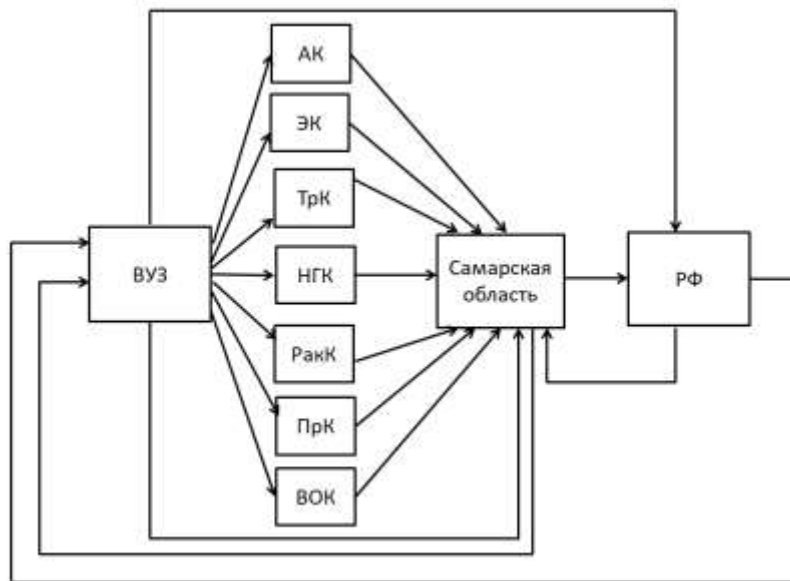 АК
ЭК
ТрК
ВУЗ
НГК
Самарская
область
РФ
РакК
ПрК
ВОК